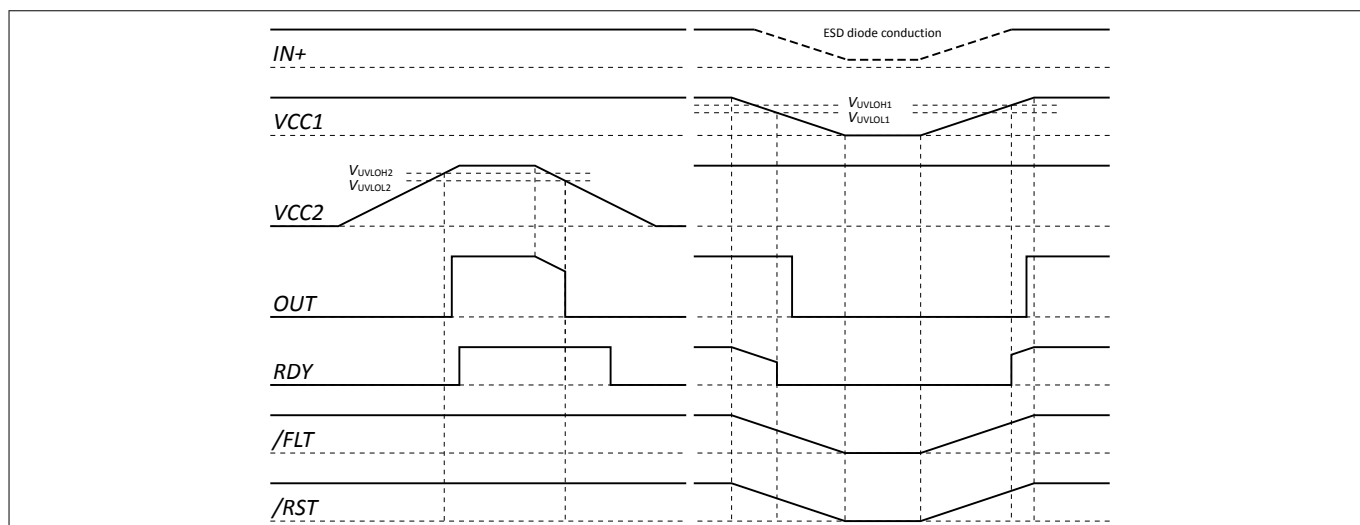 IN+
ESD diode conduction
VCC1
VUVLOH1
VUVLOL1
VCC2
VUVLOH2
VUVLOL2
OUT
RDY
/FLT
/RST